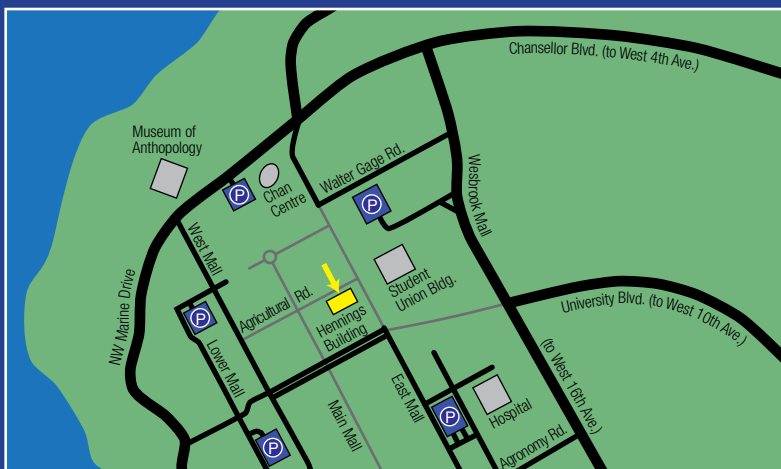 Chansellor Blvd. (to West 4th Ave.)
Museum of
Anthopology
Walter Gage Rd.
Chan
Centre
P
P
Wesbrook Mall
West Mall
Student
Union Bldg.
NW Marine Drive
Agricultural Rd.
P
Hennings
Building
University Blvd. (to West 10th Ave.)
Lower Mall
(to West 16th Ave.)
East Mall
Main Mall
Hospital
P
Agronomy Rd.
P